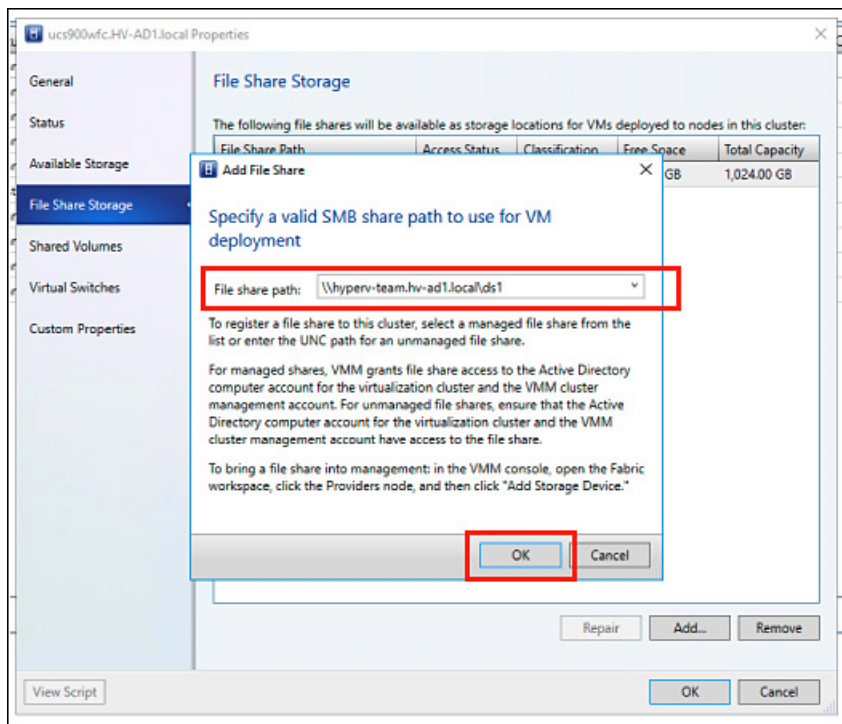 ucs900wfc.HV-AD1.local Properties
General
Status
Available Storage
File Share Storage
Shared Volumes
Virtual Switches
Custom Properties
File Share Storage
The following file shares will be available as storage locations for VMs deployed to nodes in this cluster:
File Share Path Access Status Classification Free Space Total Capacity
GB 1,024.00 GB
Add File Share
Specify a valid SMB share path to use for VM
deployment
File share path: \\hyperv-team.hv-ad1.local\ds1
To register a file share to this cluster, select a managed file share from the
list or enter the UNC path for an unmanaged file share.
For managed shares, VMM grants file share access to the Active Directory
computer account for the virtualization cluster and the VMM cluster
management account. For unmanaged file shares, ensure that the Active
Directory computer account for the virtualization cluster and the VMM
cluster management account have access to the file share.
To bring a file share into management: in the VMM console, open the Fabric
workspace, click the Providers node, and then click "Add Storage Device."
OK Cancel
Repair Add... Remove
View Script OK Cancel